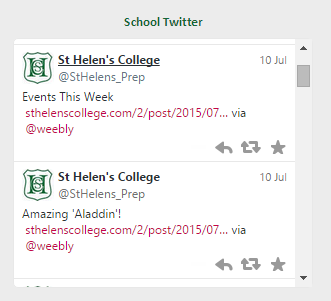 School Twitter
St Helen's College 10 Jul
@StHelens_Prep
Events This Week
sthelenscollege.com/2/post/2015/07… via
@weebly
St Helen's College 10 Jul
@StHelens_Prep
Amazing 'Aladdin'!
sthelenscollege.com/2/post/2015/07… via
@weebly